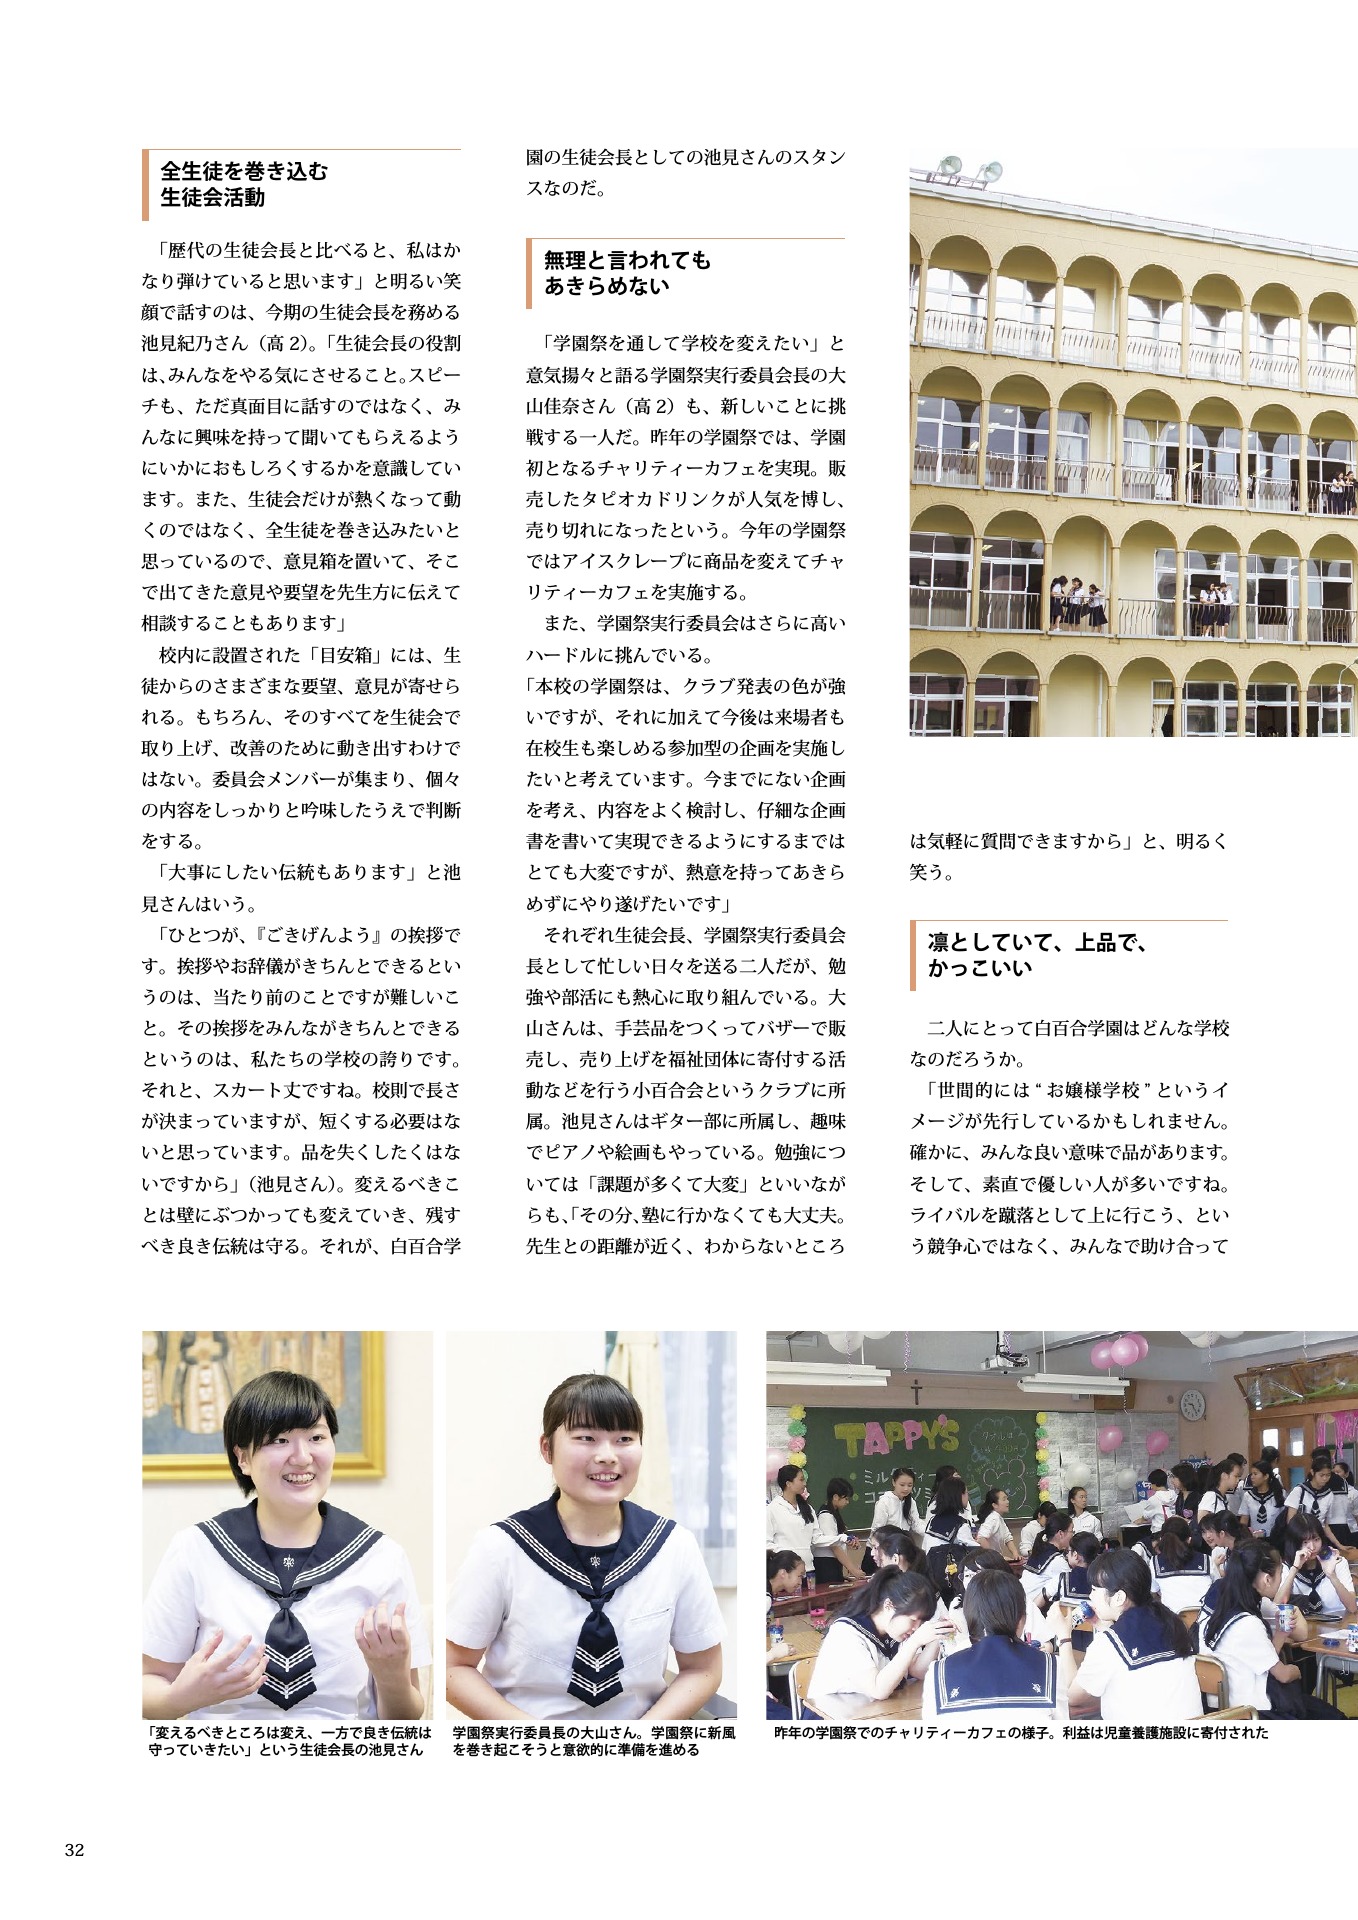 全生徒を巻き込む
生徒会活動
「歴代の生徒会長と比べると、私はか
なり弾けていると思います」と明るい笑
顔で話すのは、今期の生徒会長を務める
池見紀乃さん（高2）。「生徒会長の役割
は、みんなをやる気にさせること。スピー
チも、ただ真面目に話すのではなく、み
んなに興味を持って聞いてもらえるよう
にいかにおもしろくするかを意識してい
ます。また、生徒会だけが熱くなって動
くのではなく、全生徒を巻き込みたいと
思っているので、意見箱を置いて、そこ
で出てきた意見や要望を先生方に伝えて
相談することもあります」
校内に設置された「目安箱」には、生
徒からのさまざまな要望、意見が寄せら
れる。もちろん、そのすべてを生徒会で
取り上げ、改善のために動き出すわけで
はない。委員会メンバーが集まり、個々
の内容をしっかりと吟味したうえで判断
をする。
「大事にしたい伝統もあります」と池
見さんはいう。
「ひとつが、『ごきげんよう』の挨拶で
す。挨拶やお辞儀がきちんとできるとい
うのは、当たり前のことですが難しいこ
と。その挨拶をみんながきちんとできる
というのは、私たちの学校の誇りです。
それと、スカート丈ですね。校則で長さ
が決まっていますが、短くする必要はな
いと思っています。品を失くしたくはな
いですから」（池見さん）。変えるべきこ
とは壁にぶつかっても変えていき、残す
べき良き伝統は守る。それが、白百合学
園の生徒会長としての池見さんのスタン
スなのだ。
無理と言われても
あきらめない
「学園祭を通して学校を変えたい」と
意気揚々と語る学園祭実行委員会長の大
山佳奈さん（高2）も、新しいことに挑
戦する一人だ。昨年の学園祭では、学園
初となるチャリティーカフェを実現。販
売したタピオカドリンクが人気を博し、
売り切れになったという。今年の学園祭
ではアイスクレープに商品を変えてチャ
リティーカフェを実施する。
また、学園祭実行委員会はさらに高い
ハードルに挑んでいる。
「本校の学園祭は、クラブ発表の色が強
いですが、それに加えて今後は来場者も
在校生も楽しめる参加型の企画を実施し
たいと考えています。今までにない企画
を考え、内容をよく検討し、仔細な企画
書を書いて実現できるようにするまでは
とても大変ですが、熱意を持ってあきら
めずにやり遂げたいです」
それぞれ生徒会長、学園祭実行委員会
長として忙しい日々を送る二人だが、勉
強や部活にも熱心に取り組んでいる。大
山さんは、手芸品をつくってバザーで販
売し、売り上げを福祉団体に寄付する活
動などを行う小百合会というクラブに所
属。池見さんはギター部に所属し、趣味
でピアノや絵画もやっている。勉強につ
いては「課題が多くて大変」といいなが
らも、「その分、塾に行かなくても大丈夫。
先生との距離が近く、わからないところ
は気軽に質問できますから」と、明るく
笑う。
凛としていて、上品で、
かっこいい
二人にとって白百合学園はどんな学校
なのだろうか。
「世間的には“お嬢様学校”というイ
メージが先行しているかもしれません。
確かに、みんな良い意味で品があります。
そして、素直で優しい人が多いですね。
ライバルを蹴落として上に行こう、とい
う競争心ではなく、みんなで助け合って
TAPPY'S
「変えるべきところは変え、一方で良き伝統は
守っていきたい」という生徒会長の池見さん
学園祭実行委員長の大山さん。学園祭に新風
を巻き起こそうと意欲的に準備を進める
昨年の学園祭でのチャリティーカフェの様子。利益は児童養護施設に寄付された
32